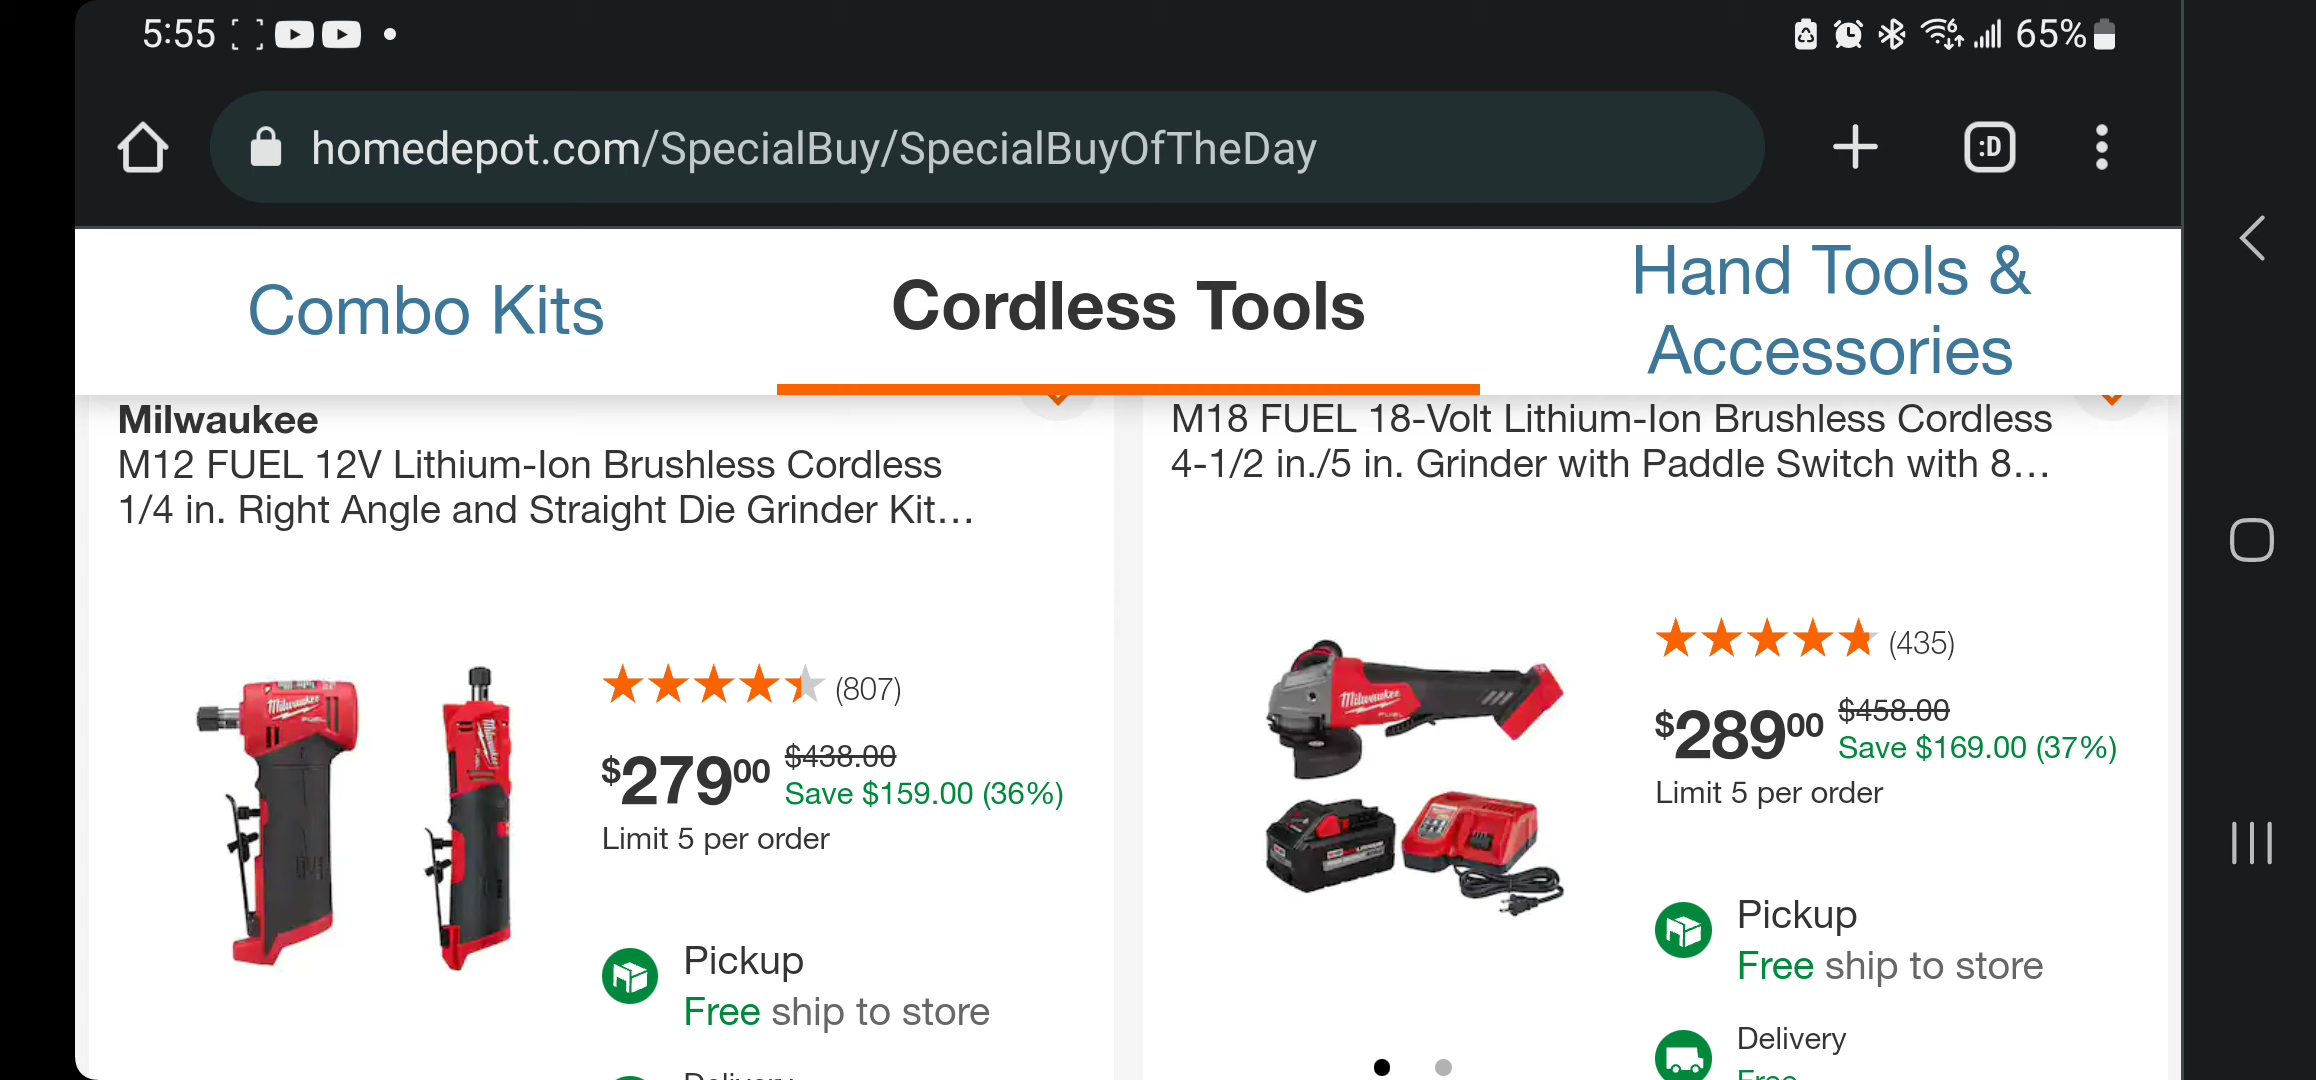 5:55
65%
homedepot.com/SpecialBuy/SpecialBuyOfTheDay
:D
Combo Kits
Cordless Tools
Hand Tools &
Accessories
Milwaukee
M12 FUEL 12V Lithium-Ion Brushless Cordless
1/4 in. Right Angle and Straight Die Grinder Kit...
(807)
$27900 $438.00
Save $159.00 (36%)
Limit 5 per order
Pickup
Free ship to store
Delivery
M18 FUEL 18-Volt Lithium-Ion Brushless Cordless
4-1/2 in./5 in. Grinder with Paddle Switch with 8...
Milwaukee
FUEL
(435)
$28900 $458.00
Save $169.00 (37%)
Limit 5 per order
Pickup
Free ship to store
Delivery
Free